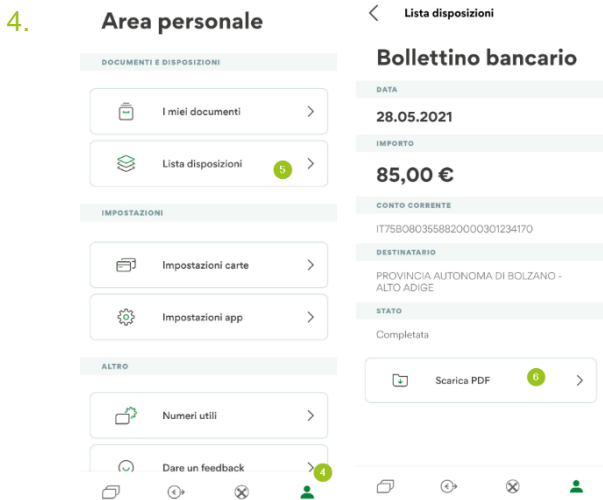 4.
Area personale
DOCUMENTI E DISPOSIZIONI
I miei documenti
Lista disposizioni
5
IMPOSTAZIONI
Impostazioni carte
Impostazioni app
ALTRO
Numeri utili
Dare un feedback
4
Lista disposizioni
Bollettino bancario
DATA
28.05.2021
IMPORTO
85,00 €
CONTO CORRENTE
IT75B0803558820000301234170
DESTINATARIO
PROVINCIA AUTONOMA DI BOLZANO -
ALTO ADIGE
STATO
Completata
Scarica PDF
6